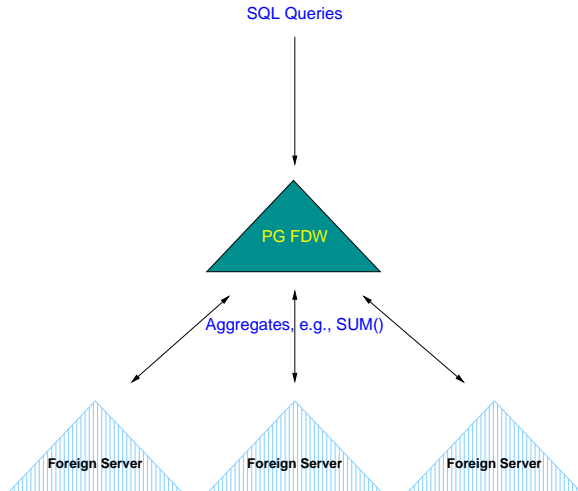 SQL Queries
PG FDW
Aggregates, e.g., SUM()
Foreign Server
Foreign Server
Foreign Server